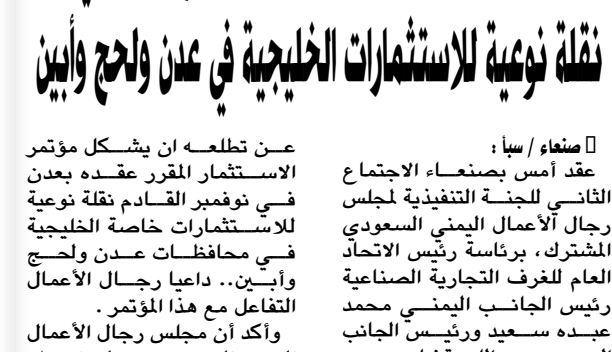 نقلة نوعية للاستثمارات الخليجية في عدن ولحج وأبين
صنعاء / سبأ :
عقد أمس بصنعاء الاجتماع
الثاني للجنة التنفيذية لمجلس
رجال الأعمال اليمني السعودي
المشترك، برئاسة رئيس الاتحاد
العام للغرف التجارية الصناعية
رئيس الجانب اليمني محمد
عبده سعيد ورئيس الجانب
عن تطلعه ان يشكل مؤتمر
الاستثمار المقرر عقده بعدن
في نوفمبر القادم نقلة نوعية
للاستثمارات خاصة الخليجية
في محافظات عدن ولحج
وأبين.. داعيا رجال الأعمال
التفاعل مع هذا المؤتمر .
وأكد أن مجلس رجال الأعمال